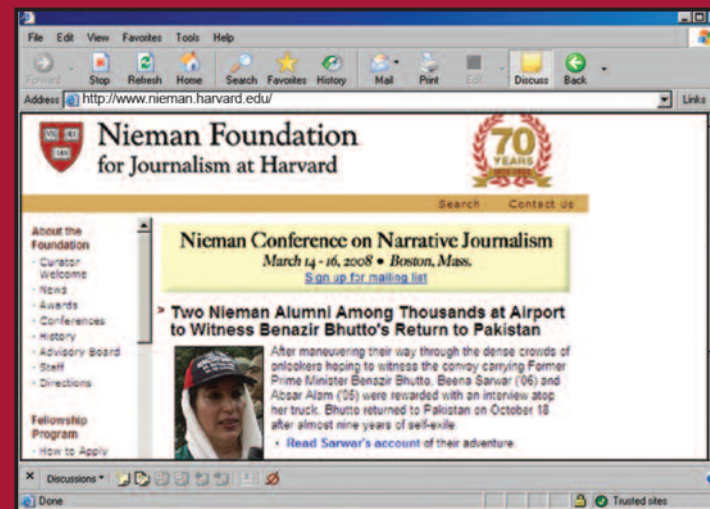 File Edit View Favorites Tools Help
Forward Stop Refresh Home Search Favorites History Mail Print Edit Discuss Back
Address http://www.nieman.harvard.edu/ Links
Nieman Foundation
for Journalism at Harvard
70
YEARS
Search Contact Us
About the
Foundation
· Curator
Welcome
· News
· Awards
· Conferences
· History
· Advisory Board
· Staff
· Directions
Fellowship
Program
· How to Apply
Nieman Conference on Narrative Journalism
March 14 - 16, 2008 • Boston, Mass.
Sign up for mailing list
> Two Nieman Alumni Among Thousands at Airport
to Witness Benazir Bhutto's Return to Pakistan
After maneuvering their way through the dense crowds of
onlookers hoping to witness the convoy carrying Former
Prime Minister Benazir Bhutto, Beena Sarwar ('06) and
Absar Alam ('05) were rewarded with an interview atop
her truck. Bhutto returned to Pakistan on October 18
after almost nine years of self-exile.
· Read Sarwar's account of their adventure.
Discussions
Done Trusted sites